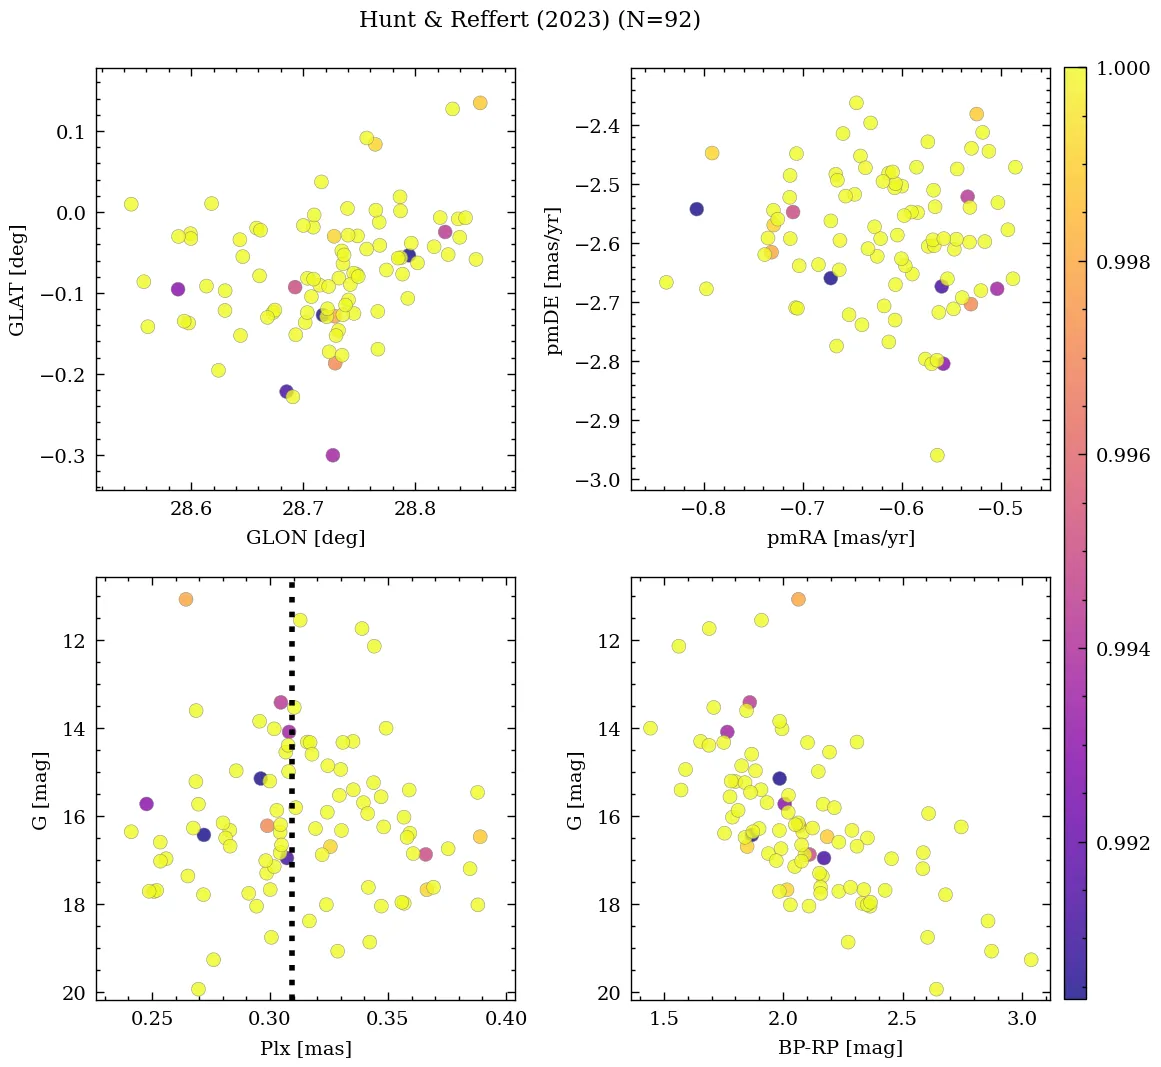 Hunt & Reffert (2023) (N=92)
0.1
0.0
−0.1
−0.2
−0.3
GLAT [deg]
28.6 28.7 28.8
GLON [deg]
−2.4
−2.5
−2.6
−2.7
−2.8
−2.9
−3.0
pmDE [mas/yr]
−0.8 −0.7 −0.6 −0.5
pmRA [mas/yr]
12
14
16
18
20
G [mag]
0.25 0.30 0.35 0.40
Plx [mas]
12
14
16
18
20
G [mag]
1.5 2.0 2.5 3.0
BP-RP [mag]
1.000
0.998
0.996
0.994
0.992